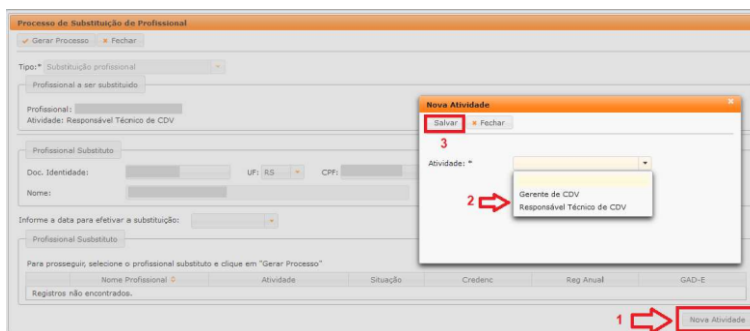 Processo de Substituição de Profissional
Gerar Processo × Fechar
Tipo:* Substituição profissional
Profissional a ser substituido
Profissional:
Atividade: Responsável Técnico de CDV
Profissional Substituto
Doc. Identidade: UF: RS CPF:
Nome:
Informe a data para efetivar a substituição:
Profissional Susbstituto
Para prosseguir, selecione o profissional substituto e clique em "Gerar Processo"
Nome Profissional Atividade Situação Credenc Reg Anual GAD-E
Registros não encontrados.
1 Nova Atividade
Nova Atividade ×
Salvar × Fechar
3
Atividade: *
Gerente de CDV
2 Responsável Técnico de CDV